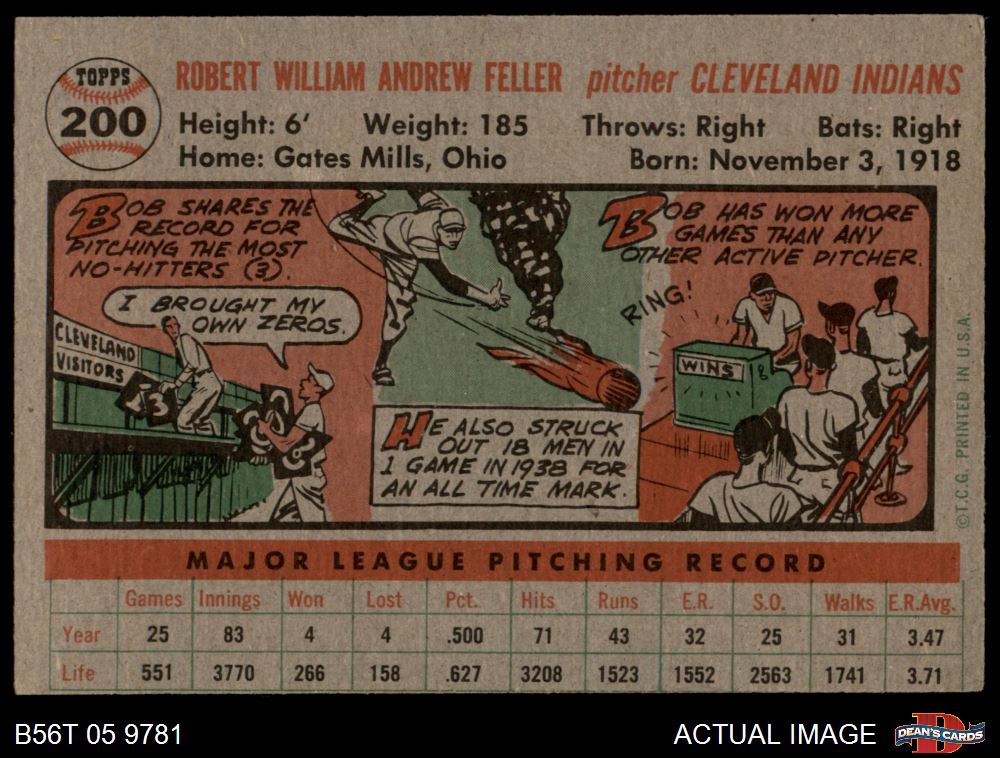 TOPPS
200
ROBERT WILLIAM ANDREW FELLER pitcher CLEVELAND INDIANS
Height: 6' Weight: 185 Throws: Right Bats: Right
Home: Gates Mills, Ohio Born: November 3, 1918
BOB SHARES THE
RECORD FOR
PITCHING THE MOST
NO-HITTERS (3).
I BROUGHT MY
OWN ZEROS.
CLEVELAND
VISITORS
HE ALSO STRUCK
OUT 18 MEN IN
1 GAME IN 1938 FOR
AN ALL TIME MARK.
BOB HAS WON MORE
GAMES THAN ANY
OTHER ACTIVE PITCHER.
RING!
WINS
©T.C.G. PRINTED IN U.S.A.
MAJOR LEAGUE PITCHING RECORD
Games Innings Won Lost Pct. Hits Runs E.R. S.O. Walks E.R.Avg.
Year 25 83 4 4 .500 71 43 32 25 31 3.47
Life 551 3770 266 158 .627 3208 1523 1552 2563 1741 3.71
B56T 05 9781 ACTUAL IMAGE
DEAN'S CARDS